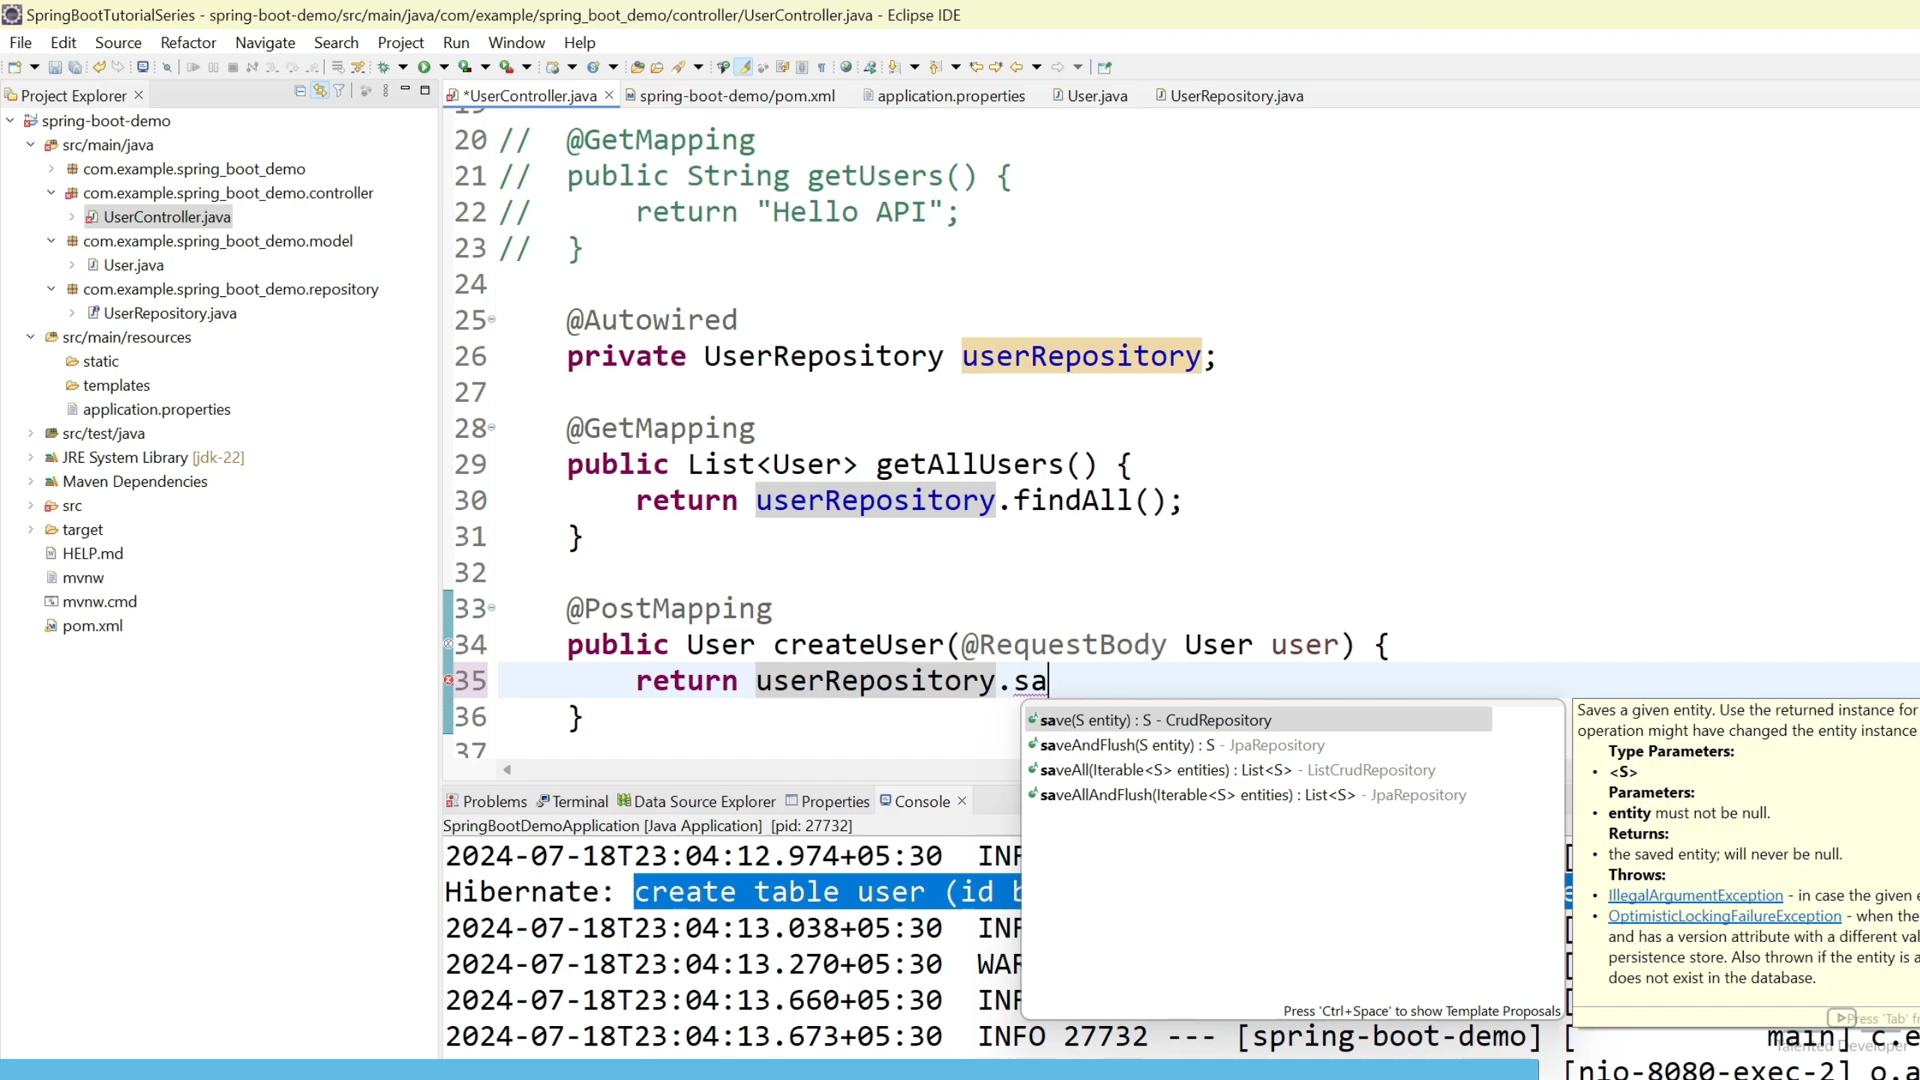 SpringBootTutorialSeries - spring-boot-demo/src/main/java/com/example/spring_boot_demo/controller/UserController.java - Eclipse IDE
File Edit Source Refactor Navigate Search Project Run Window Help
Project Explorer
*UserController.java spring-boot-demo/pom.xml application.properties User.java UserRepository.java
spring-boot-demo
src/main/java
com.example.spring_boot_demo
com.example.spring_boot_demo.controller
UserController.java
com.example.spring_boot_demo.model
User.java
com.example.spring_boot_demo.repository
UserRepository.java
src/main/resources
static
templates
application.properties
src/test/java
JRE System Library [jdk-22]
Maven Dependencies
src
target
HELP.md
mvnw
mvnw.cmd
pom.xml
20 // @GetMapping
21 // public String getUsers() {
22 // return "Hello API";
23 // }
24
25 @Autowired
26 private UserRepository userRepository;
27
28 @GetMapping
29 public List<User> getAllUsers() {
30 return userRepository.findAll();
31 }
32
33 @PostMapping
34 public User createUser(@RequestBody User user) {
35 return userRepository.sa
36 }
37
save(S entity) : S - CrudRepository
saveAndFlush(S entity) : S - JpaRepository
saveAll(Iterable<S> entities) : List<S> - ListCrudRepository
saveAllAndFlush(Iterable<S> entities) : List<S> - JpaRepository
Press 'Ctrl+Space' to show Template Proposals
Saves a given entity. Use the returned instance for
operation might have changed the entity instance
Type Parameters:
<S>
Parameters:
entity must not be null.
Returns:
the saved entity; will never be null.
Throws:
IllegalArgumentException - in case the given e
OptimisticLockingFailureException - when the
and has a version attribute with a different val
persistence store. Also thrown if the entity is a
does not exist in the database.
Press 'Tab' fr
Problems Terminal Data Source Explorer Properties Console
SpringBootDemoApplication [Java Application] [pid: 27732]
2024-07-18T23:04:12.974+05:30 INF
Hibernate: create table user (id b
2024-07-18T23:04:13.038+05:30 INF
2024-07-18T23:04:13.270+05:30 WAR
2024-07-18T23:04:13.660+05:30 INF
2024-07-18T23:04:13.673+05:30 INFO 27732 --- [spring-boot-demo] [ main] c.e
Talented Developer
[nio-8080-exec-2] o.a